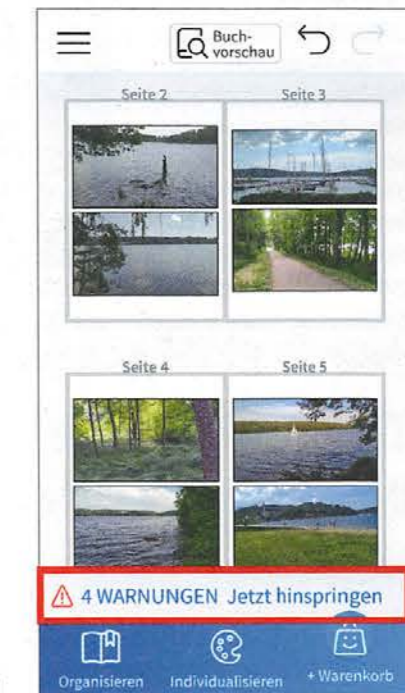 Buch-
vorschau
Seite 2 Seite 3
Seite 4 Seite 5
4 WARNUNGEN Jetzt hinspringen
Organisieren Individualisieren + Warenkorb